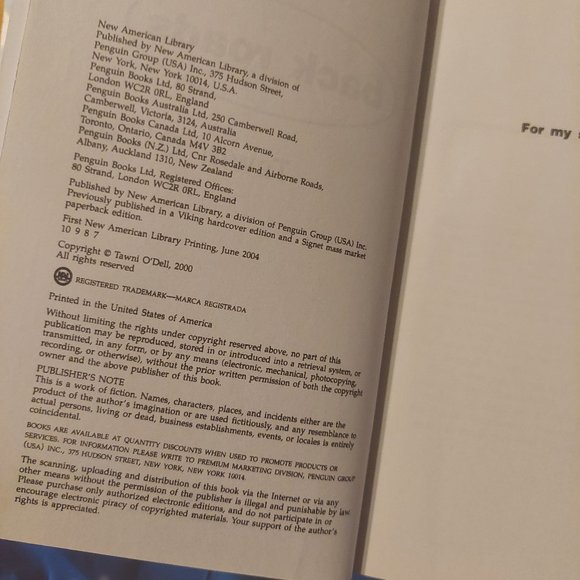 New American Library
Published by New American Library, a division of
Penguin Group (USA) Inc., 375 Hudson Street,
New York, New York 10014, U.S.A.
Penguin Books Ltd, 80 Strand,
London WC2R 0RL, England
Penguin Books Australia Ltd, 250 Camberwell Road,
Camberwell, Victoria, 3124, Australia
Penguin Books Canada Ltd, 10 Alcorn Avenue,
Toronto, Ontario, Canada M4V 3B2
Penguin Books (N.Z.) Ltd, Cnr Rosedale and Airborne Roads,
Albany, Auckland 1310, New Zealand
Penguin Books Ltd, Registered Offices:
80 Strand, London WC2R 0RL, England
Published by New American Library, a division of Penguin Group (USA) Inc.
Previously published in a Viking hardcover edition and a Signet mass market
paperback edition.
First New American Library Printing, June 2004
10 9 8 7
Copyright © Tawni O'Dell, 2000
All rights reserved
REGISTERED TRADEMARK—MARCA REGISTRADA
Printed in the United States of America
Without limiting the rights under copyright reserved above, no part of this
publication may be reproduced, stored in or introduced into a retrieval system, or
transmitted, in any form, or by any means (electronic, mechanical, photocopying,
recording, or otherwise), without the prior written permission of both the copyright
owner and the above publisher of this book.
PUBLISHER'S NOTE
This is a work of fiction. Names, characters, places, and incidents either are the
product of the author's imagination or are used fictitiously, and any resemblance to
actual persons, living or dead, business establishments, events, or locales is entirely
coincidental.
BOOKS ARE AVAILABLE AT QUANTITY DISCOUNTS WHEN USED TO PROMOTE PRODUCTS OR
SERVICES. FOR INFORMATION PLEASE WRITE TO PREMIUM MARKETING DIVISION, PENGUIN GROUP
(USA) INC., 375 HUDSON STREET, NEW YORK, NEW YORK 10014.
The scanning, uploading and distribution of this book via the Internet or via any
other means without the permission of the publisher is illegal and punishable by law.
Please purchase only authorized electronic editions, and do not participate in or
encourage electronic piracy of copyrighted materials. Your support of the author's
rights is appreciated.
For my